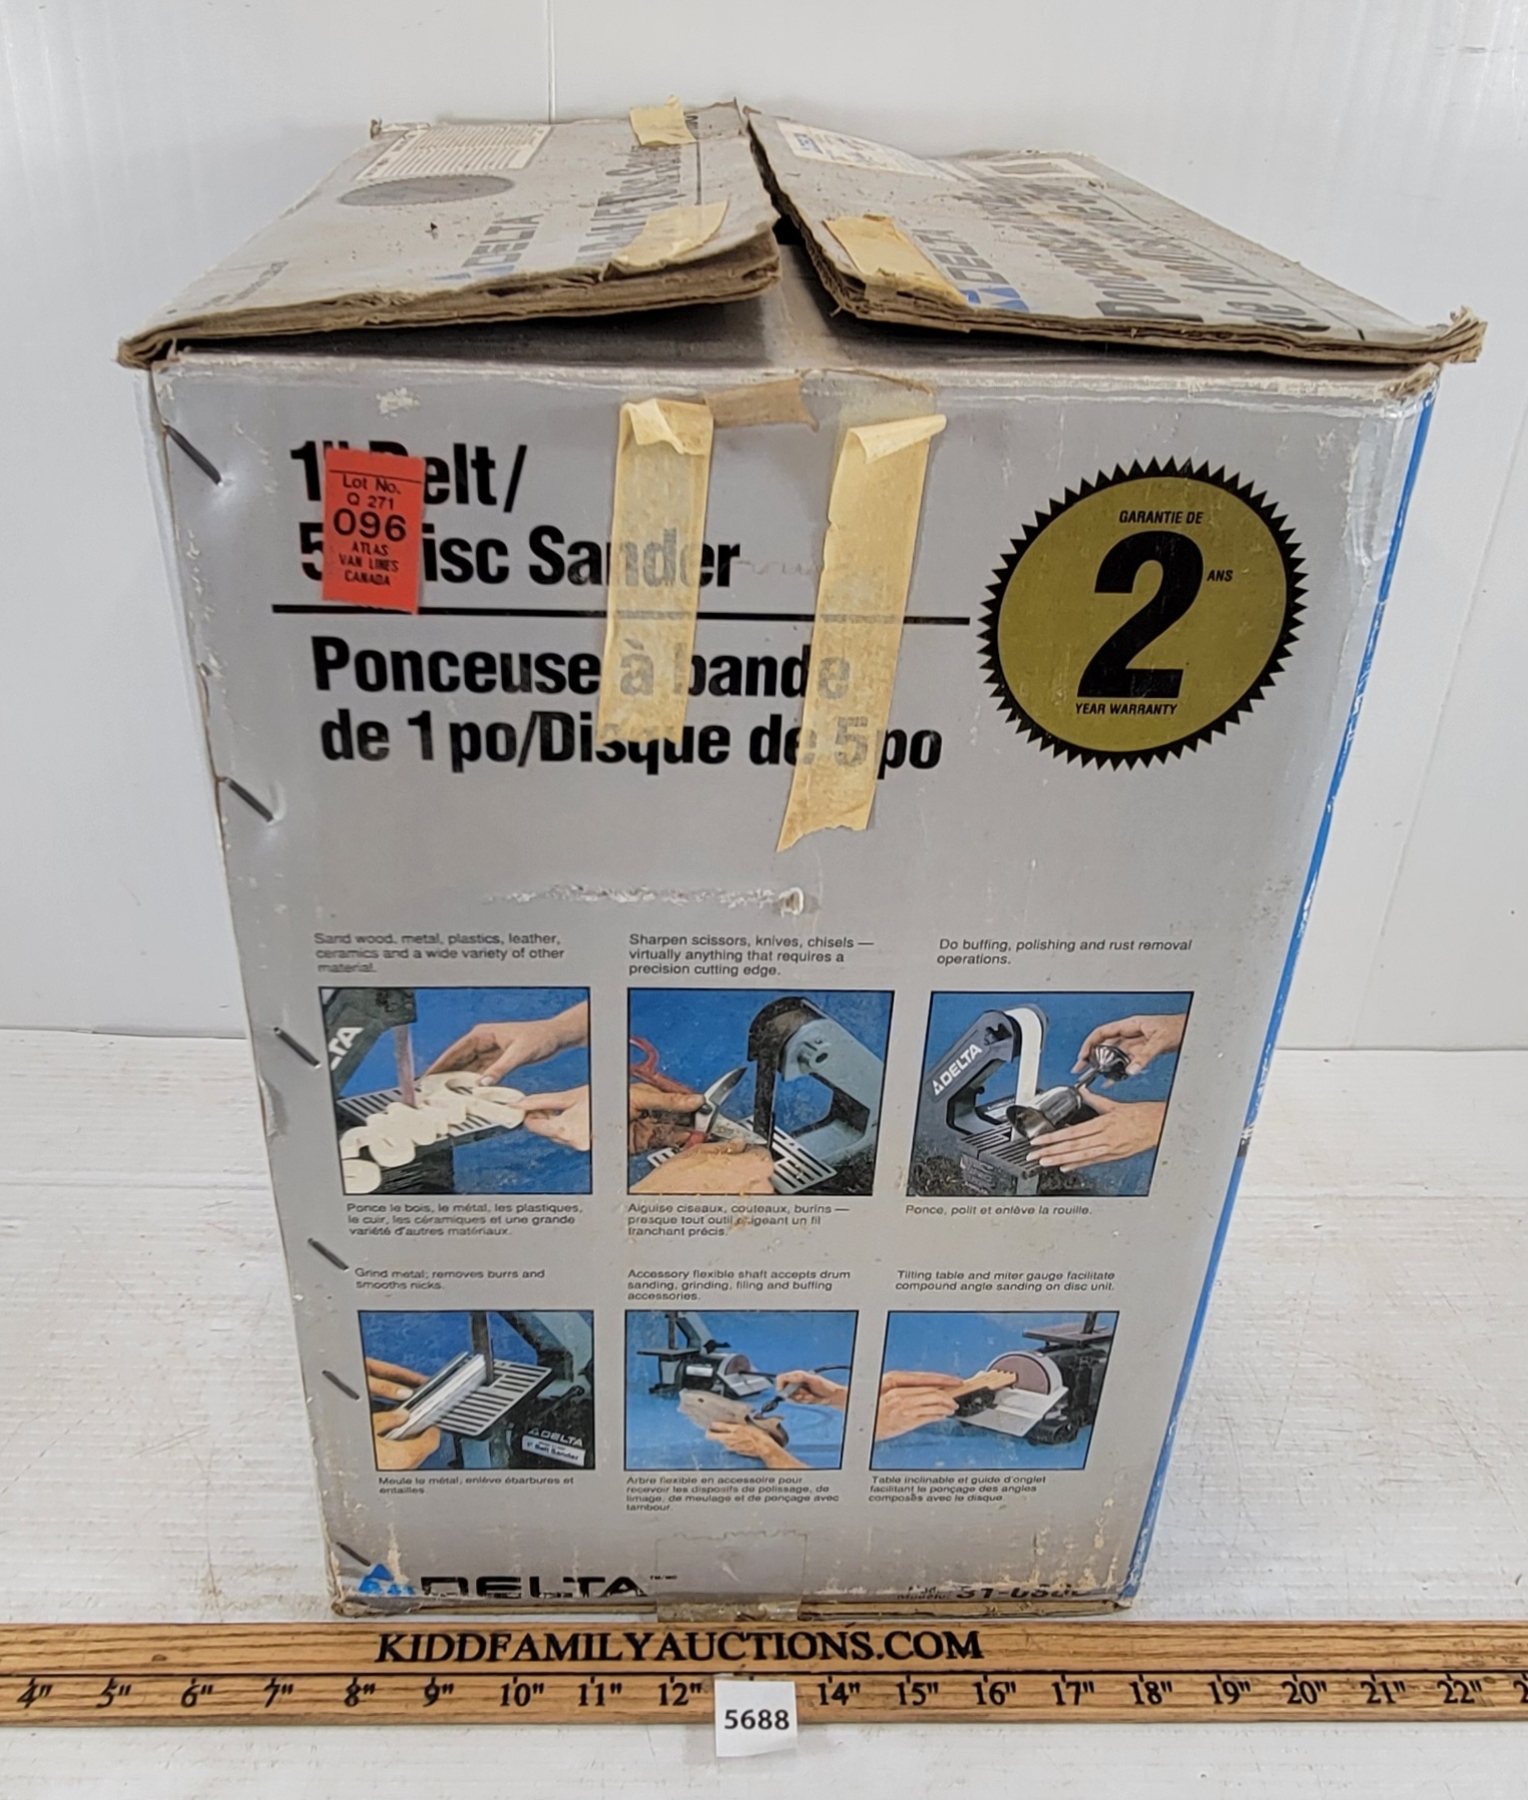 DELTA
DELTA
1" Belt/
Lot No.
Q 271
096
ATLAS
VAN LINES
CANADA
5 Disc Sander
Ponceuse à bande
de 1 po/Disque de 5 po
GARANTIE DE
2
ANS
YEAR WARRANTY
Sand wood, metal, plastics, leather,
ceramics and a wide variety of other
material.
Sharpen scissors, knives, chisels —
virtually anything that requires a
precision cutting edge.
Do buffing, polishing and rust removal
operations.
DELTA
Ponce le bois, le métal, les plastiques,
le cuir, les céramiques et une grande
variété d'autres matériaux.
Aiguise ciseaux, couteaux, burins —
presque tout outil exigeant un fil
tranchant précis.
Ponce, polit et enlève la rouille.
Grind metal; removes burrs and
smooths nicks.
Accessory flexible shaft accepts drum
sanding, grinding, filing and buffing
accessories.
Tilting table and miter gauge facilitate
compound angle sanding on disc unit.
DELTA
1" Belt Sander
Meule le métal, enlève ébarbures et
entailles.
Arbre flexible en accessoire pour
recevoir les dispositifs de polissage, de
limage, de meulage et de ponçage avec
tambour.
Table inclinable et guide d'onglet
facilitant le ponçage des angles
composés avec le disque.
DELTA
KIDDFAMILYAUCTIONS.COM
4" 5" 6" 7" 8" 9" 10" 11" 12" 14" 15" 16" 17" 18" 19" 20" 21" 22"
5688